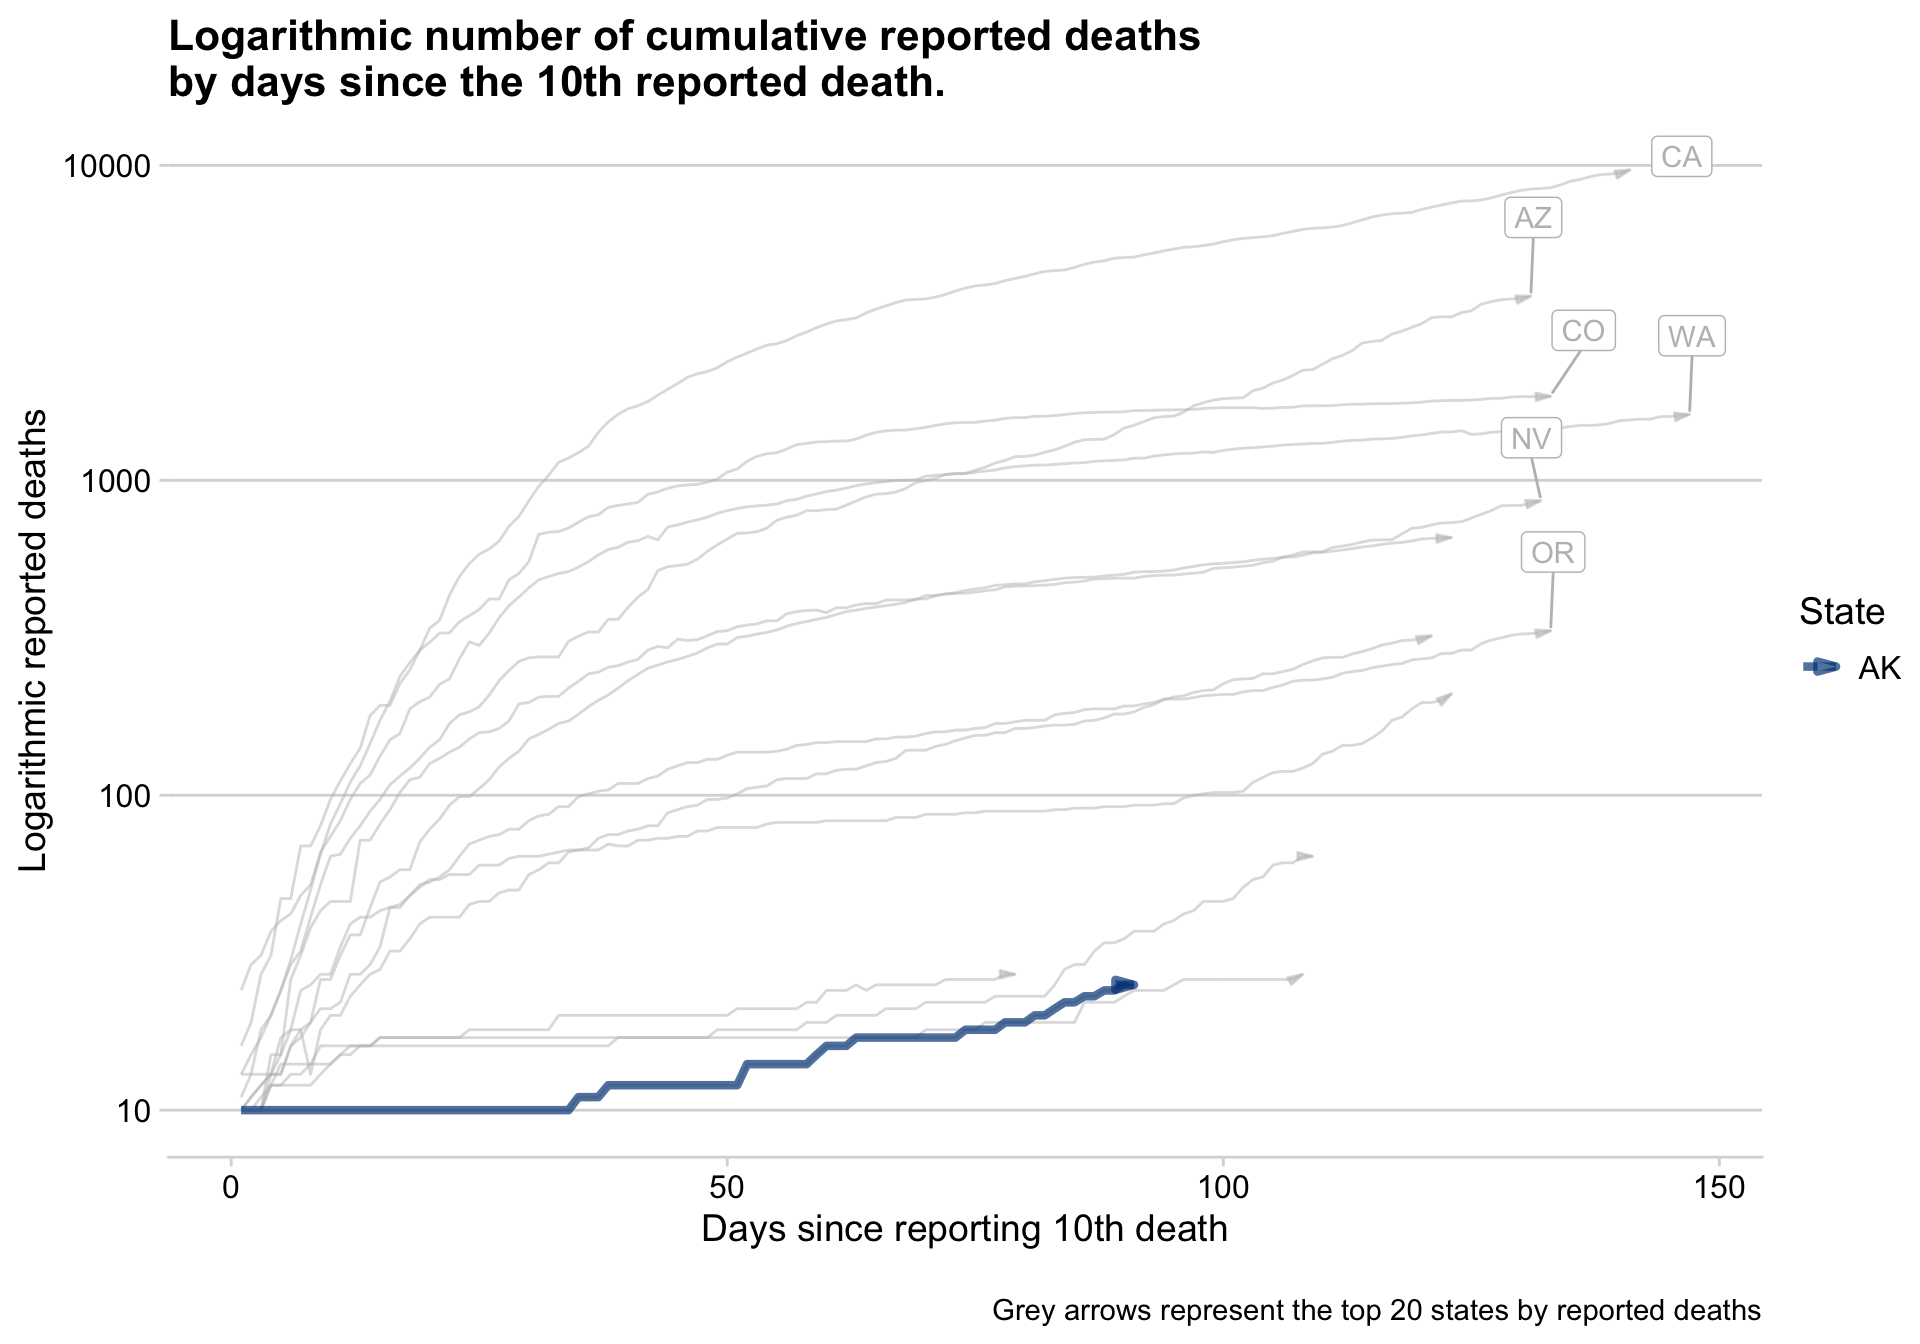 Logarithmic number of cumulative reported deaths
by days since the 10th reported death.
Logarithmic reported deaths
10000
1000
100
10
CA
AZ
CO
WA
NV
OR
State
AK
0
50
100
150
Days since reporting 10th death
Grey arrows represent the top 20 states by reported deaths